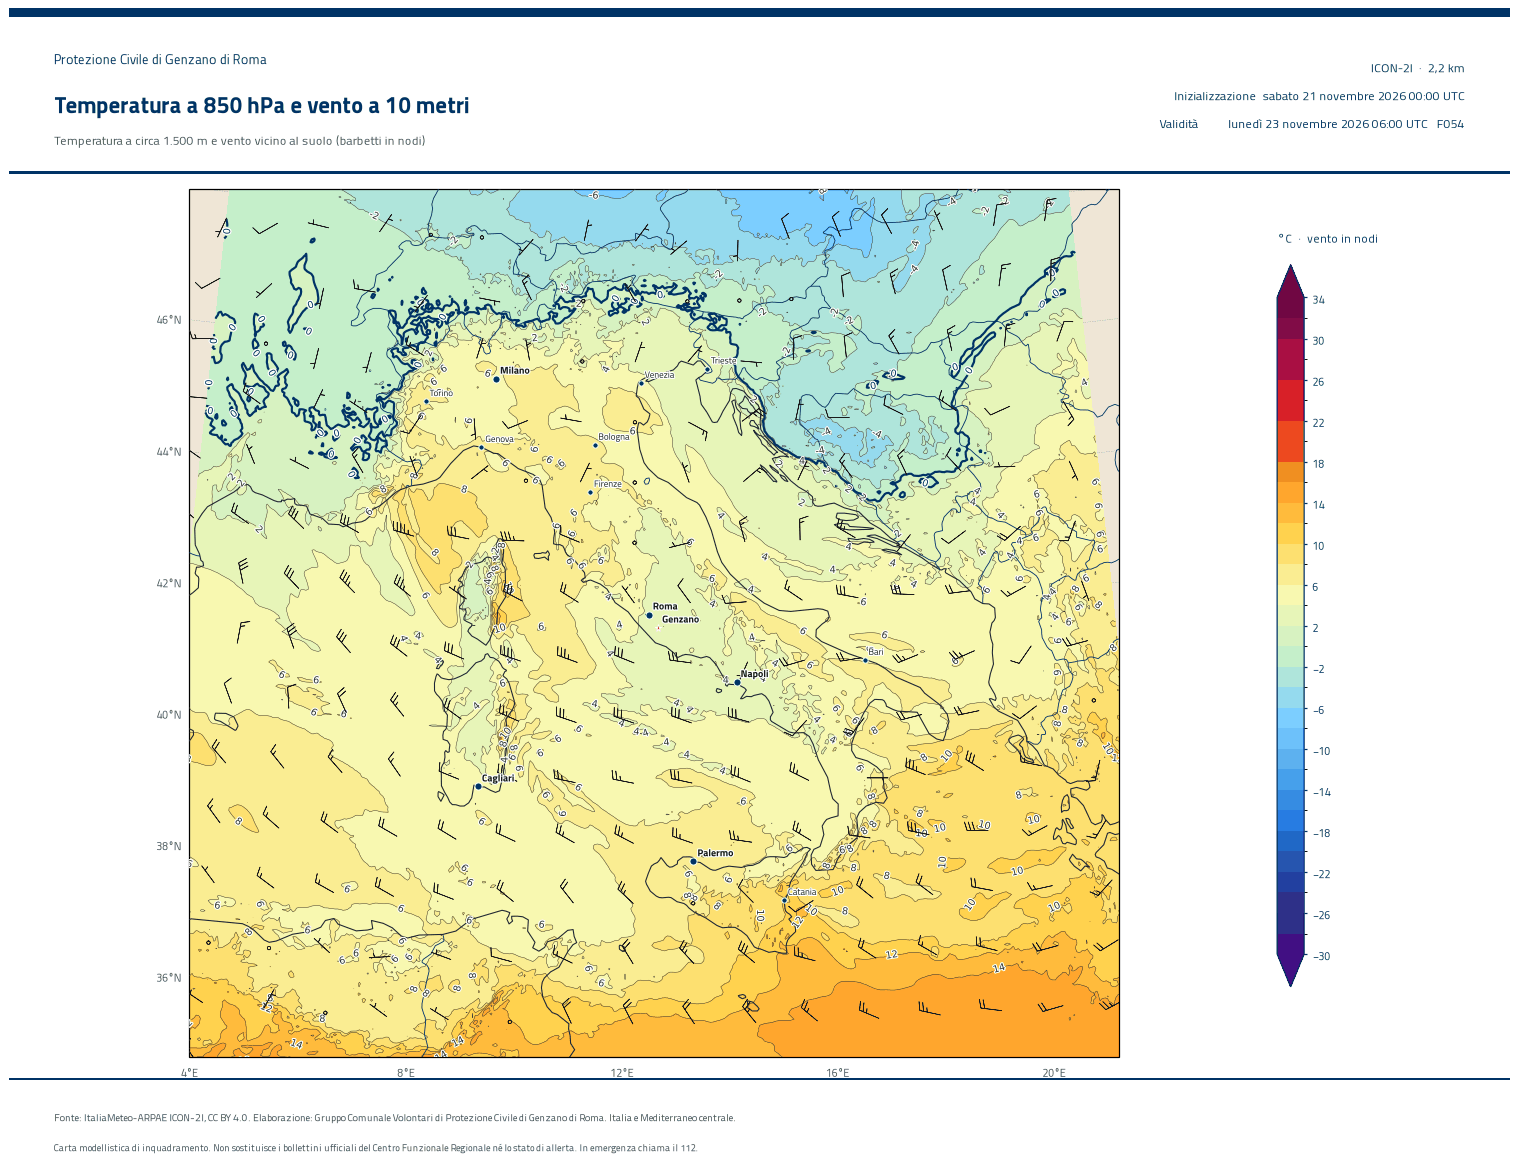 Protezione Civile di Genzano di Roma
Temperatura a 850 hPa e vento a 10 metri
Temperatura a circa 1.500 m e vento vicino al suolo (barbetti in nodi)
ICON-2I · 2,2 km
Inizializzazione sabato 21 novembre 2026 00:00 UTC
Validità lunedì 23 novembre 2026 06:00 UTC F054
°C · vento in nodi
34
30
26
22
18
14
10
6
2
−2
−6
−10
−14
−18
−22
−26
−30
46°N
44°N
42°N
40°N
38°N
36°N
4°E
8°E
12°E
16°E
20°E
Milano
Torino
Venezia
Trieste
Genova
Bologna
Firenze
Roma
Genzano
Napoli
Bari
Cagliari
Palermo
Catania
Fonte: ItaliaMeteo-ARPAE ICON-2I, CC BY 4.0. Elaborazione: Gruppo Comunale Volontari di Protezione Civile di Genzano di Roma. Italia e Mediterraneo centrale.
Carta modellistica di inquadramento. Non sostituisce i bollettini ufficiali del Centro Funzionale Regionale né lo stato di allerta. In emergenza chiama il 112.